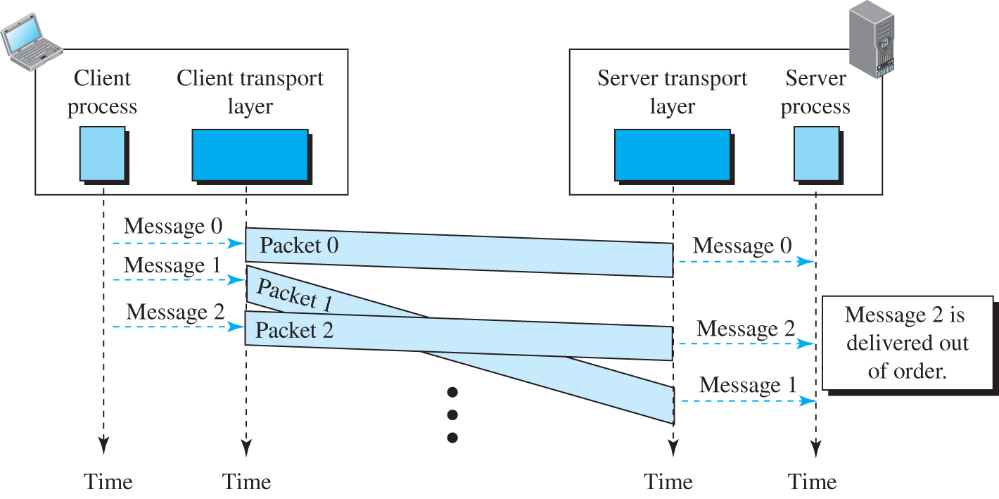 Client process
Client transport layer
Server transport layer
Server process
Message 0
Packet 0
Message 0
Message 1
Packet 1
Message 2
Packet 2
Message 2
Message 1
Message 2 is
delivered out
of order.
Time
Time
Time
Time